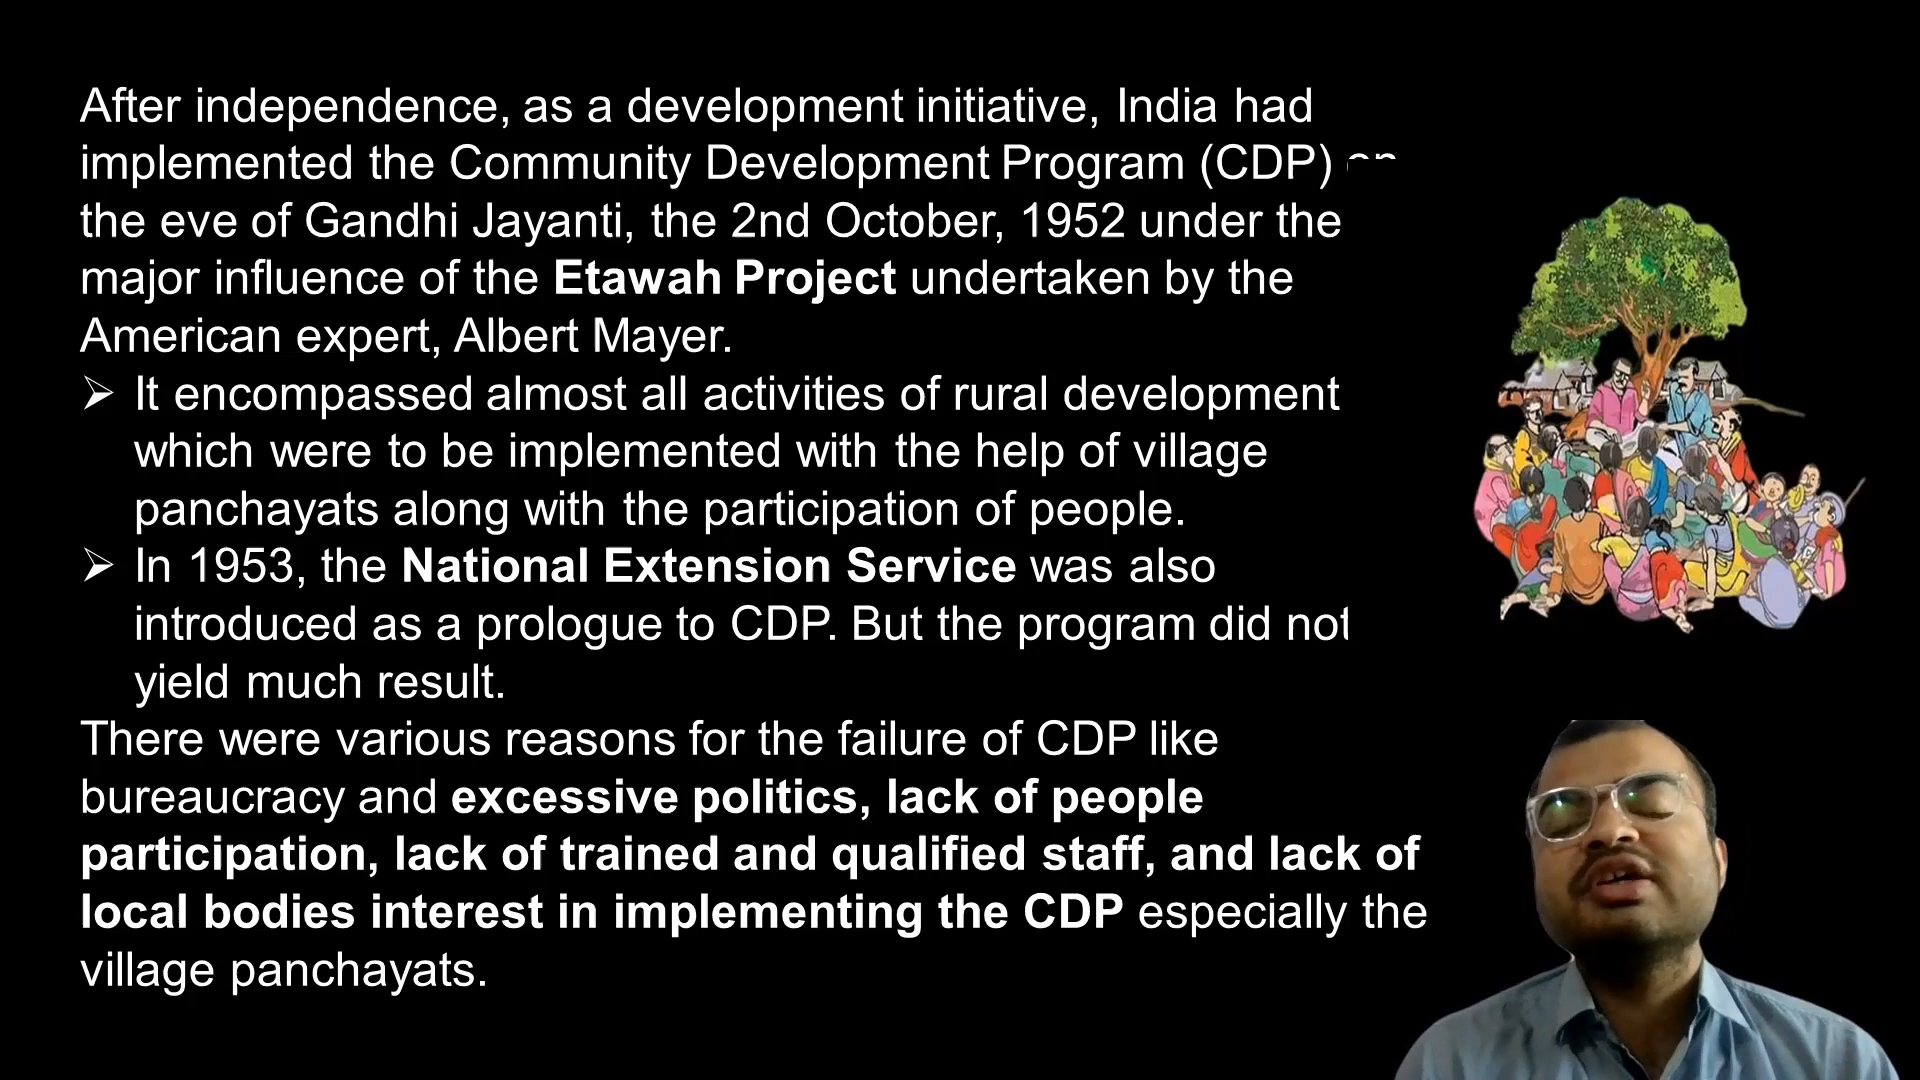 After independence, as a development initiative, India had
implemented the Community Development Program (CDP) on
the eve of Gandhi Jayanti, the 2nd October, 1952 under the
major influence of the Etawah Project undertaken by the
American expert, Albert Mayer.
➢ It encompassed almost all activities of rural development
which were to be implemented with the help of village
panchayats along with the participation of people.
➢ In 1953, the National Extension Service was also
introduced as a prologue to CDP. But the program did not
yield much result.
There were various reasons for the failure of CDP like
bureaucracy and excessive politics, lack of people
participation, lack of trained and qualified staff, and lack of
local bodies interest in implementing the CDP especially the
village panchayats.